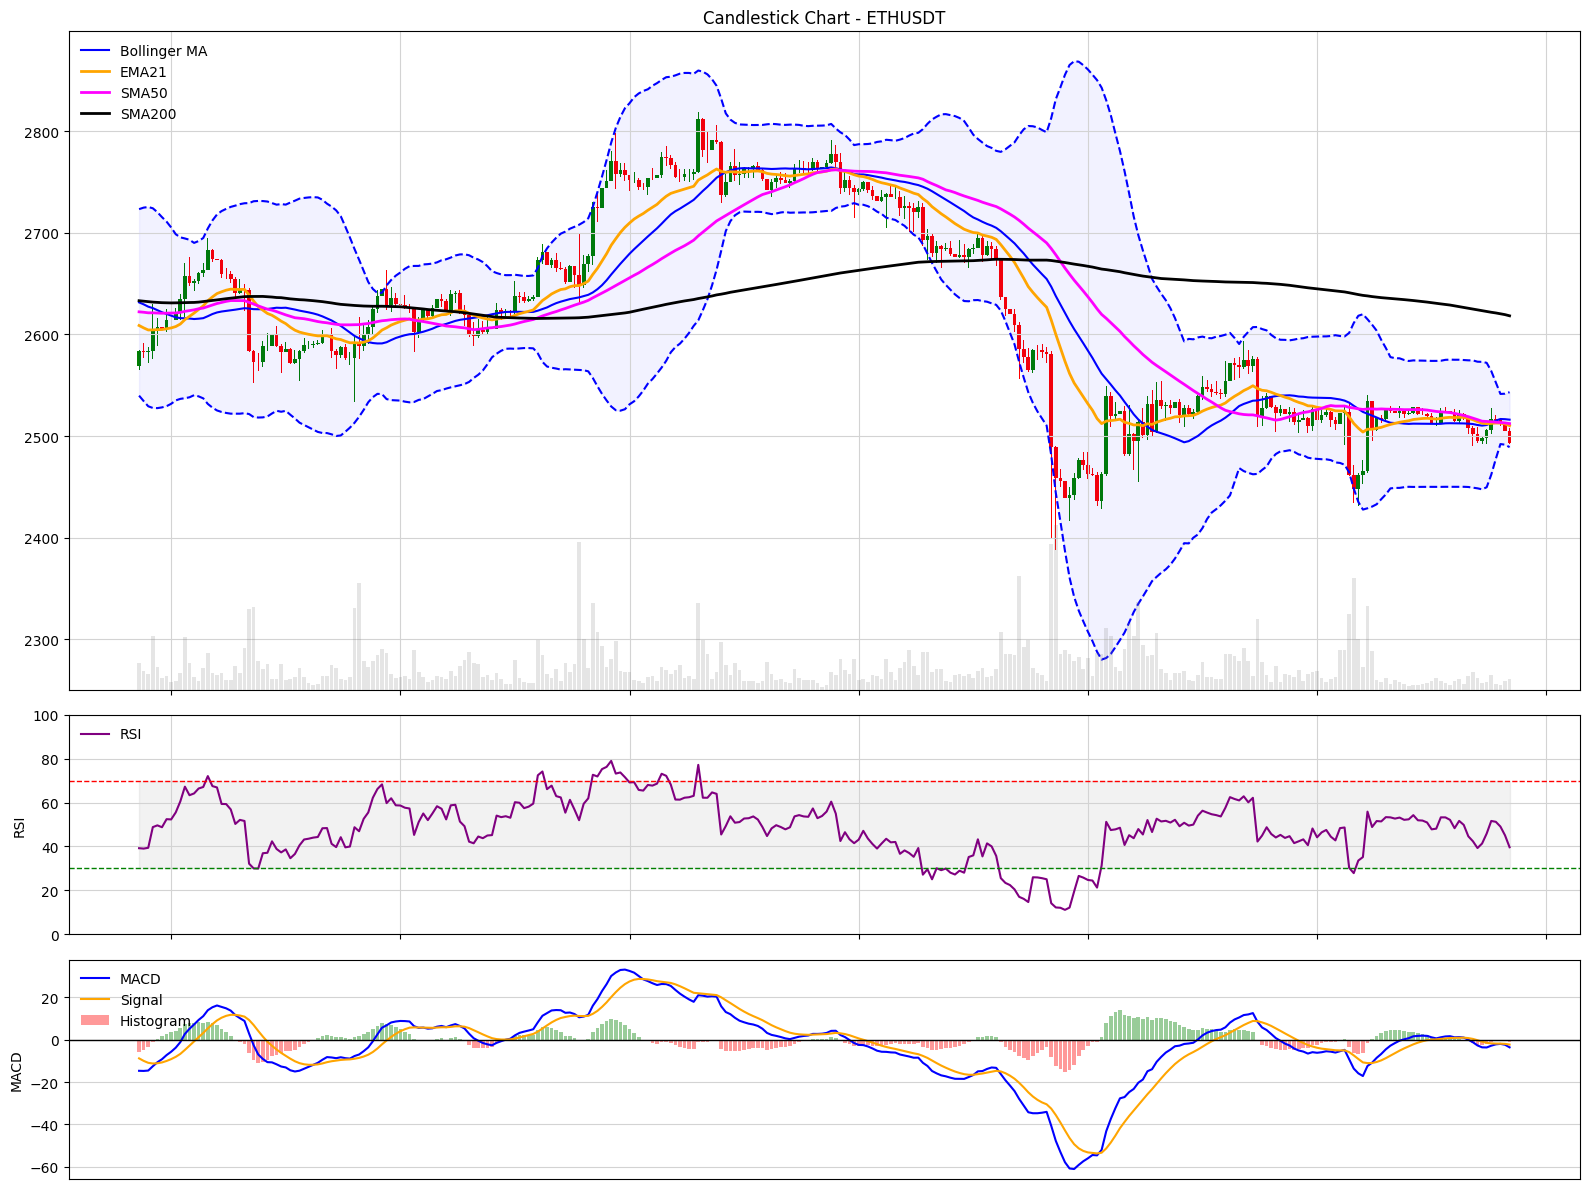 Candlestick Chart - ETHUSDT
Bollinger MA
EMA21
SMA50
SMA200
2800
2700
2600
2500
2400
2300
RSI
100
80
60
40
20
0
RSI
MACD
Signal
Histogram
20
0
−20
−40
−60
MACD